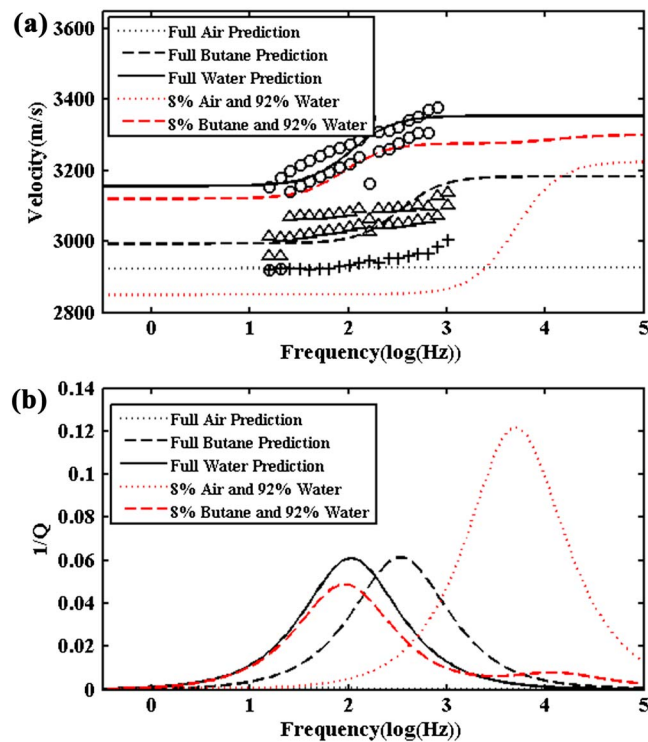 (a)
3600
3400
3200
3000
2800
Velocity(m/s)
Full Air Prediction
Full Butane Prediction
Full Water Prediction
8% Air and 92% Water
8% Butane and 92% Water
0 1 2 3 4 5
Frequency(log(Hz))
(b)
0.14
0.12
0.1
0.08
0.06
0.04
0.02
0
1/Q
Full Air Prediction
Full Butane Prediction
Full Water Prediction
8% Air and 92% Water
8% Butane and 92% Water
0 1 2 3 4 5
Frequency(log(Hz))